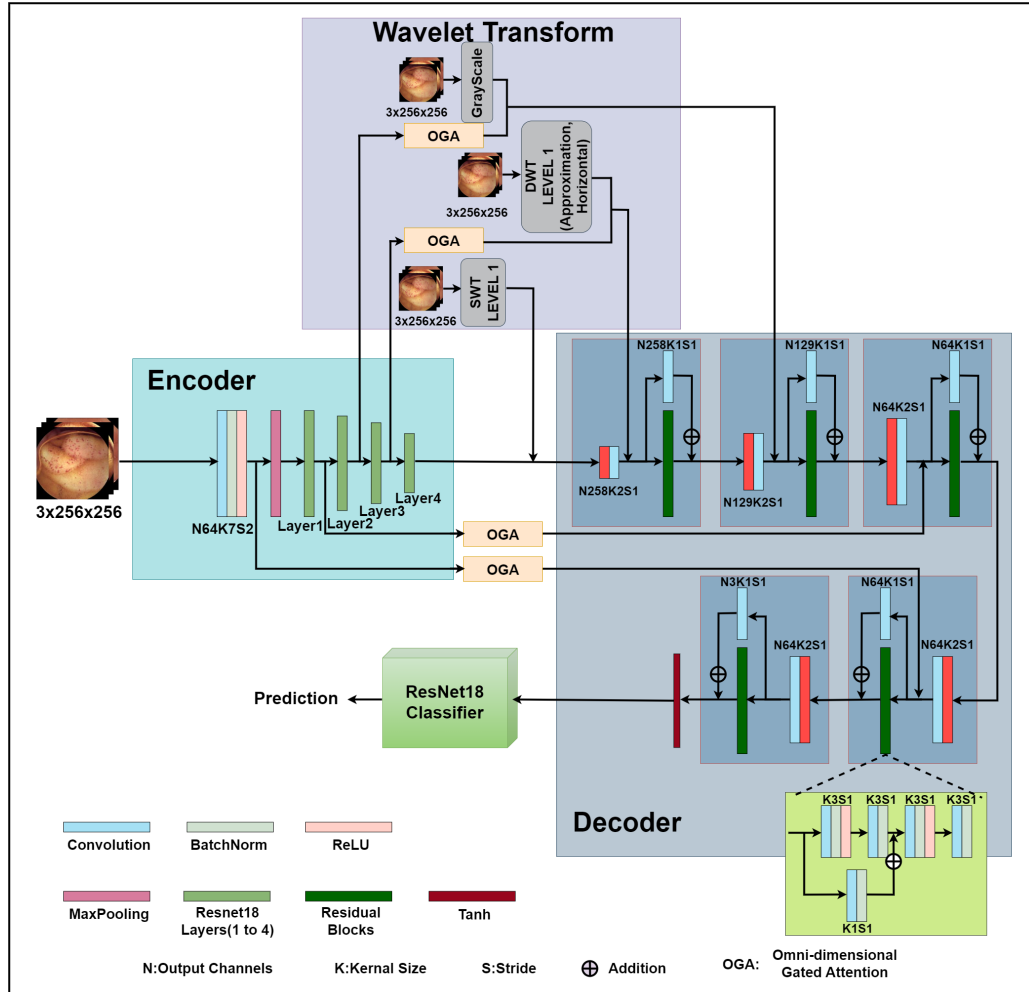 Wavelet Transform
3x256x256
GrayScale
OGA
3x256x256
DWT
LEVEL 1
(Approximation,
Horizontal)
OGA
3x256x256
SWT
LEVEL 1
Encoder
3x256x256
N64K7S2
Layer1
Layer2
Layer3
Layer4
OGA
OGA
N258K1S1
N258K2S1
N129K1S1
N129K2S1
N64K1S1
N64K2S1
N3K1S1
N64K2S1
N64K1S1
N64K2S1
Prediction
ResNet18
Classifier
Decoder
K3S1
K3S1
K3S1
K3S1
K1S1
Convolution
BatchNorm
ReLU
MaxPooling
Resnet18
Layers(1 to 4)
Residual
Blocks
Tanh
N:Output Channels
K:Kernal Size
S:Stride
Addition
OGA:
Omni-dimensional
Gated Attention